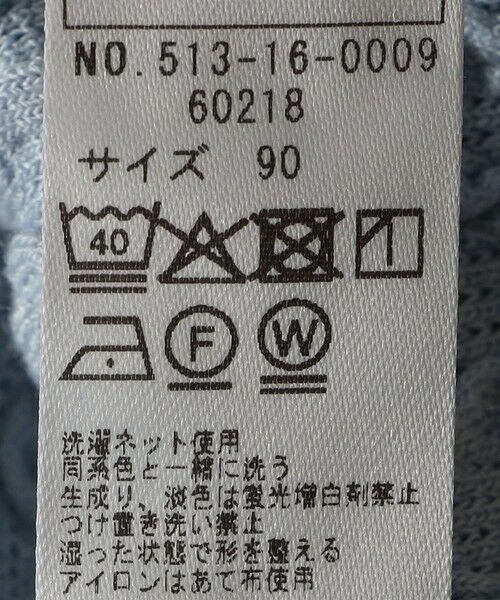 NO. 513-16-0009
60218
サイズ 90
40
F
W
洗濯ネット使用
同系色と一緒に洗う
生成り、淡色は蛍光増白剤禁止
つけ置き洗い禁止
湿った状態で形を整える
アイロンはあて布使用